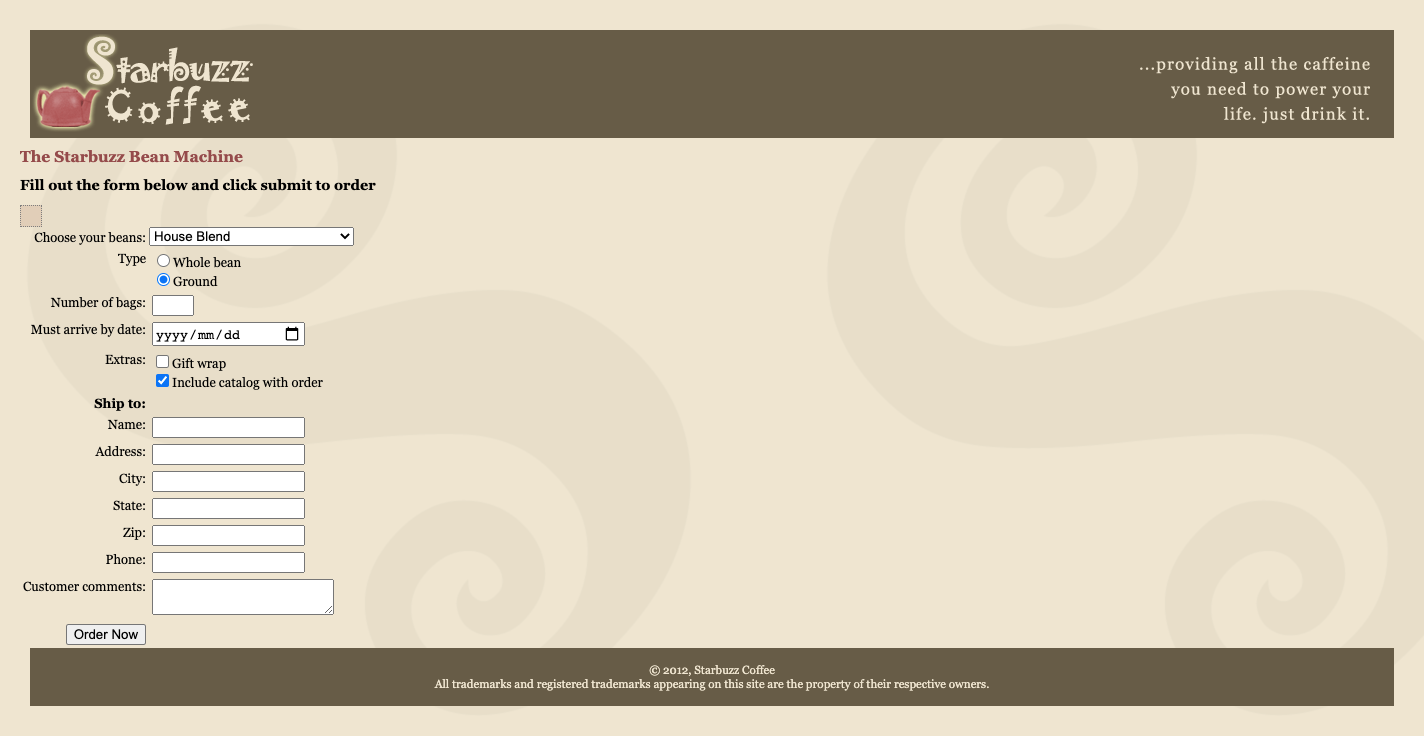 Starbuzz
Coffee
...providing all the caffeine
you need to power your
life. just drink it.
The Starbuzz Bean Machine
Fill out the form below and click submit to order
Choose your beans: House Blend
Type Whole bean
Ground
Number of bags:
Must arrive by date: yyyy/mm/dd
Extras: Gift wrap
Include catalog with order
Ship to:
Name:
Address:
City:
State:
Zip:
Phone:
Customer comments:
Order Now
© 2012, Starbuzz Coffee
All trademarks and registered trademarks appearing on this site are the property of their respective owners.